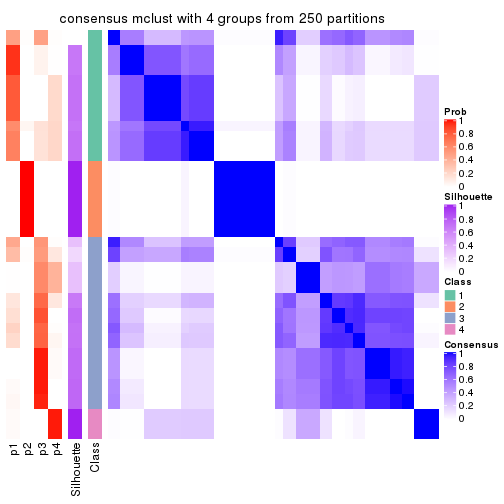 consensus mclust with 4 groups from 250 partitions
Prob
1
0.8
0.6
0.4
0.2
0
Silhouette
1
0.8
0.6
0.4
0.2
0
Class
1
2
3
4
Consensus
1
0.8
0.6
0.4
0.2
0
p1
p2
p3
p4
Silhouette
Class